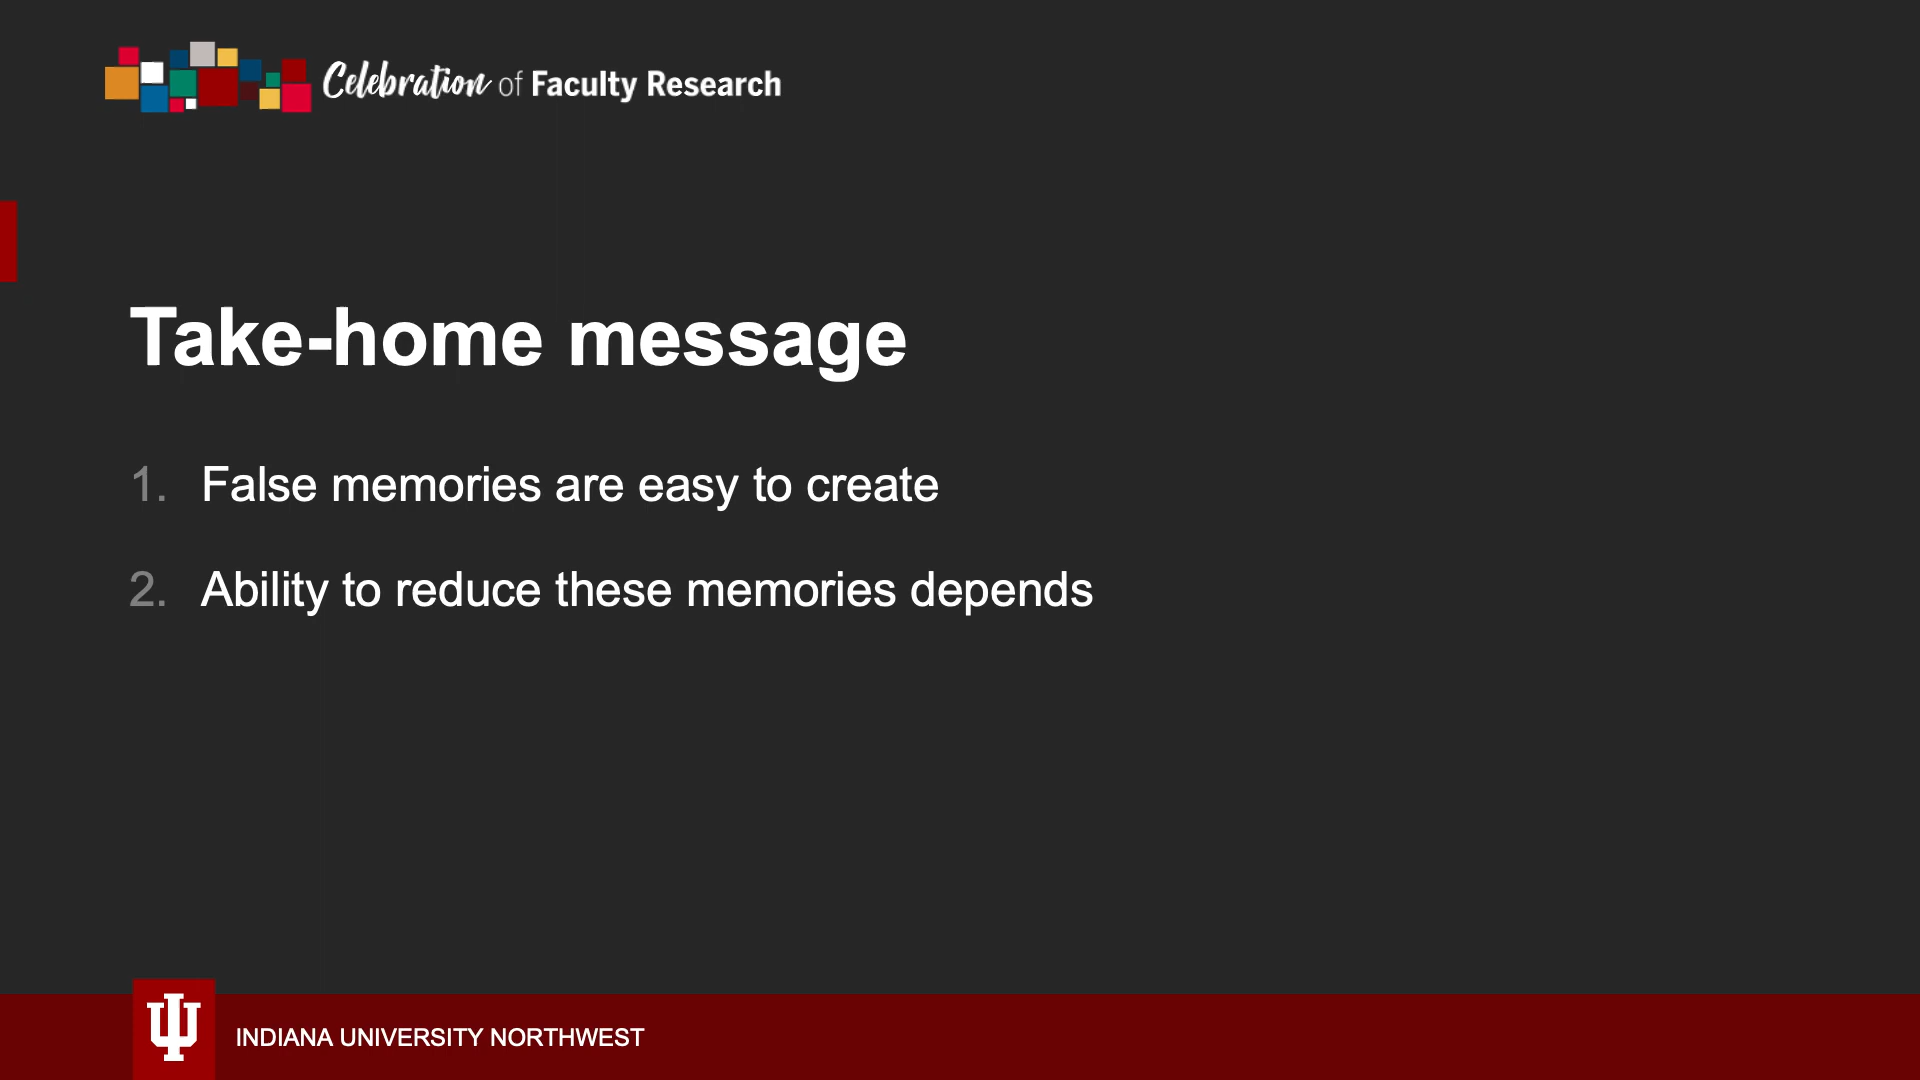 Celebration of Faculty Research
Take-home message
1. False memories are easy to create
2. Ability to reduce these memories depends
INDIANA UNIVERSITY NORTHWEST